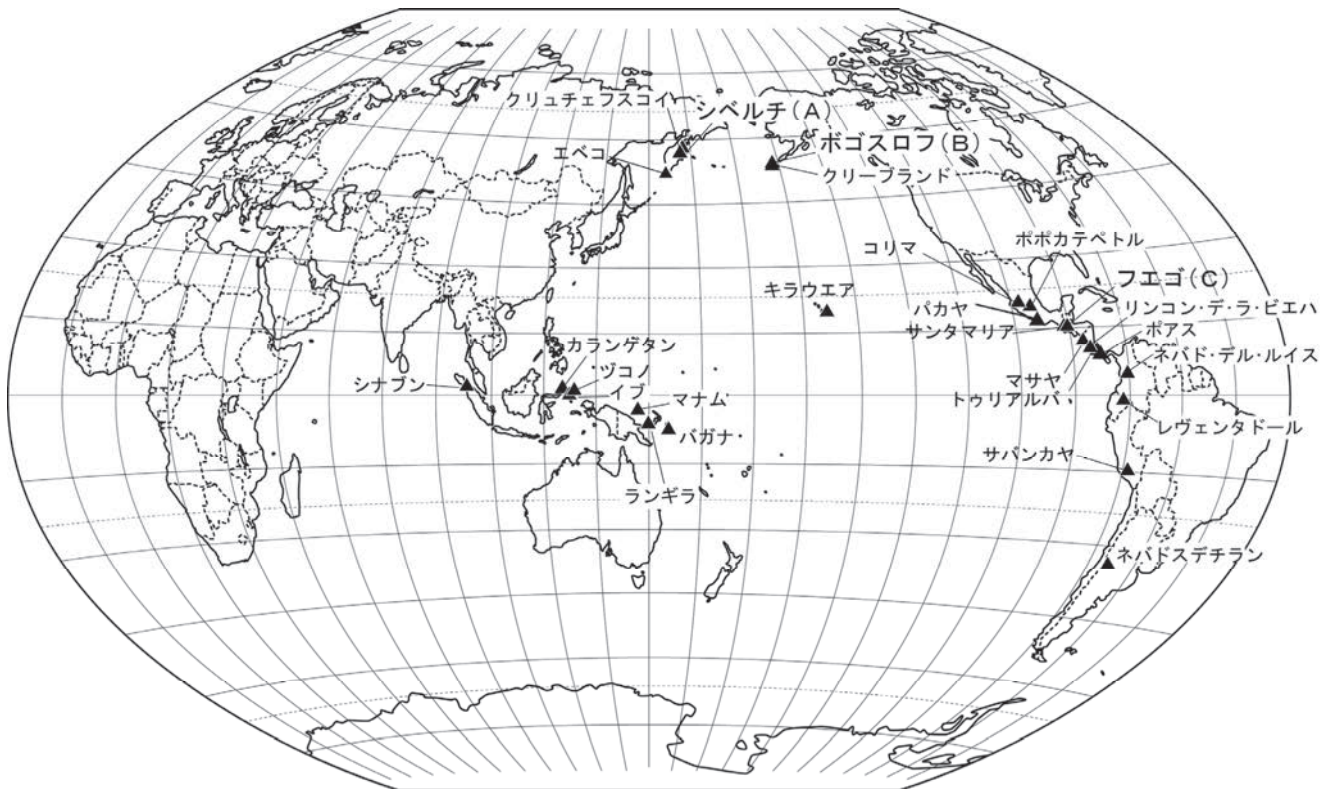 クリュチェフスコイ
シベルチ(A)
エベコ
ボゴスロフ(B)
クリーブランド
コリマ
ポポカテペトル
フエゴ(C)
キラウエア
パカヤ
サンタマリア
リンコン・デ・ラ・ビエハ
ポアス
カランゲタン
ネバド・デル・ルイス
シナブン
ヅコノ
イブ
マナム
マサヤ
トゥリアルバ
バガナ
レヴェンタドール
サバンカヤ
ランギラ
ネバドスデチラン